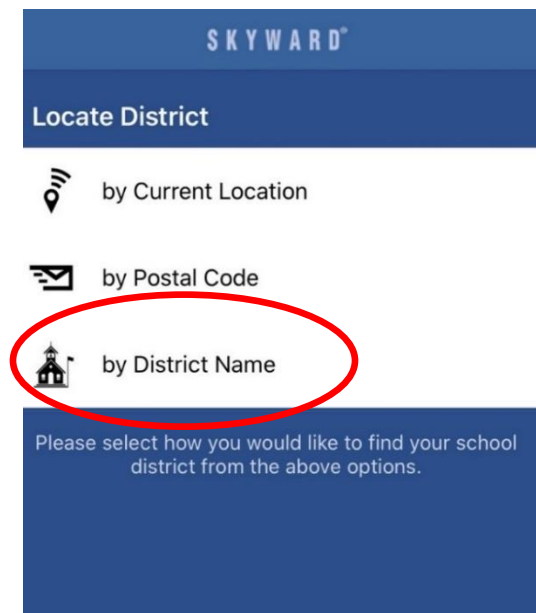 SKYWARD®
Locate District
by Current Location
by Postal Code
by District Name
Please select how you would like to find your school
district from the above options.